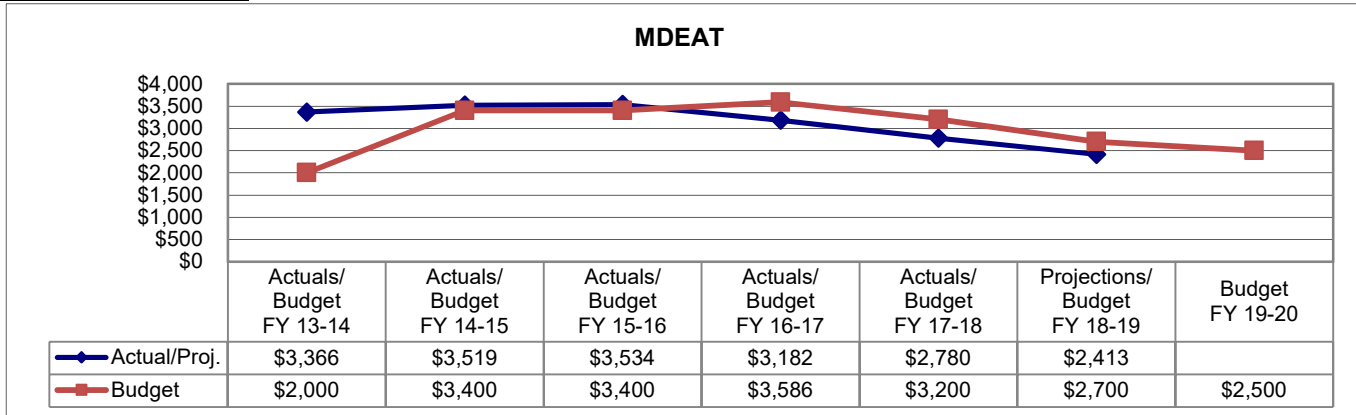 MDEAT
$4,000
$3,500
$3,000
$2,500
$2,000
$1,500
$1,000
$500
$0
Actuals/ Actuals/ Actuals/ Actuals/ Actuals/ Projections/ Budget
Budget Budget Budget Budget Budget Budget FY 19-20
FY 13-14 FY 14-15 FY 15-16 FY 16-17 FY 17-18 FY 18-19
Actual/Proj. $3,366 $3,519 $3,534 $3,182 $2,780 $2,413
Budget $2,000 $3,400 $3,400 $3,586 $3,200 $2,700 $2,500